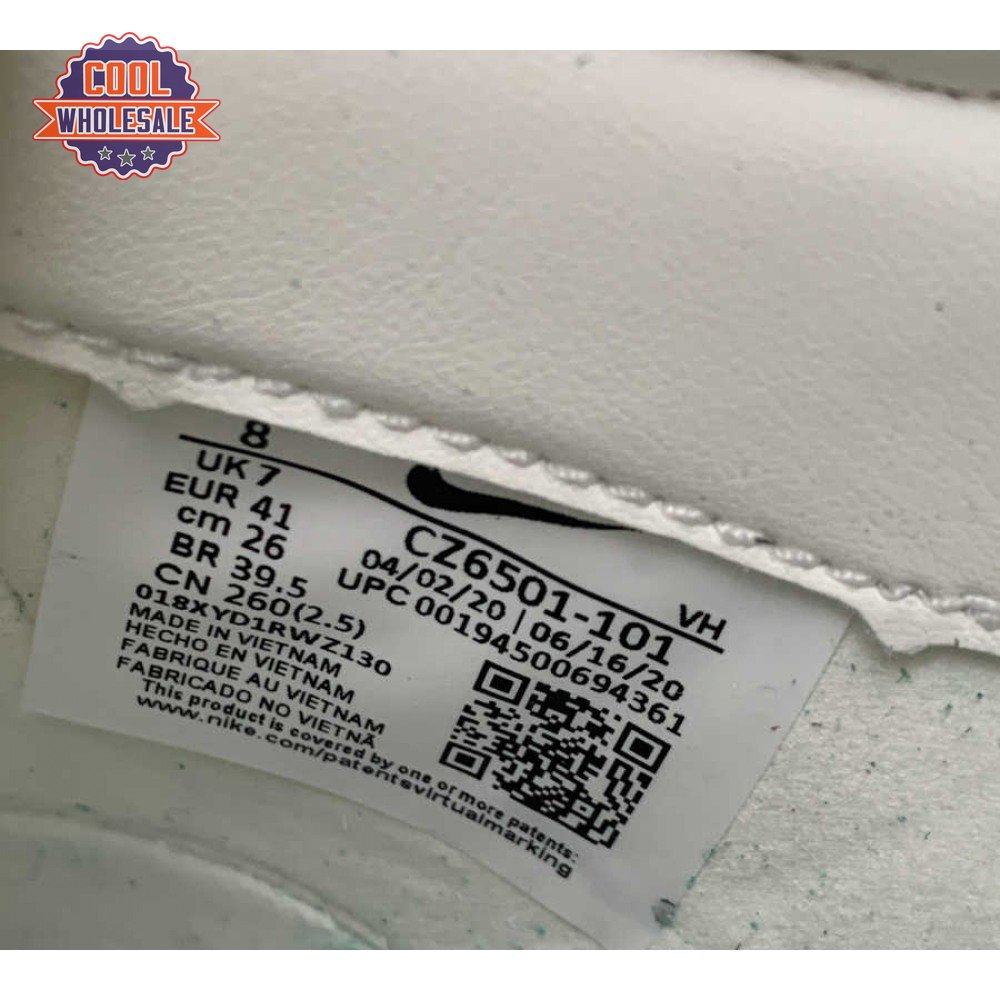 COOL
WHOLESALE
8
UK 7
EUR 41
cm 26
BR 39.5
CN 260(2.5)
018XYD1RWZ130
MADE IN VIETNAM
HECHO EN VIETNAM
FABRIQUE AU VIETNAM
FABRICADO NO VIETNÃ
This product is covered by one or more patents:
www.nike.com/patentsvirtualmarking
CZ6501-101 VH
04/02/20 | 06/16/20
UPC 00194500694361